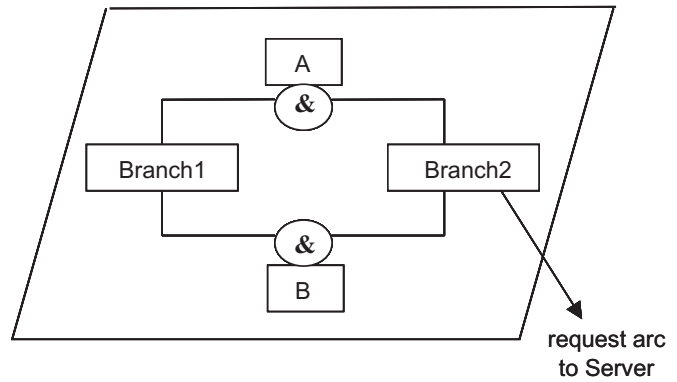 A
&
Branch1
Branch2
&
B
request arc
to Server